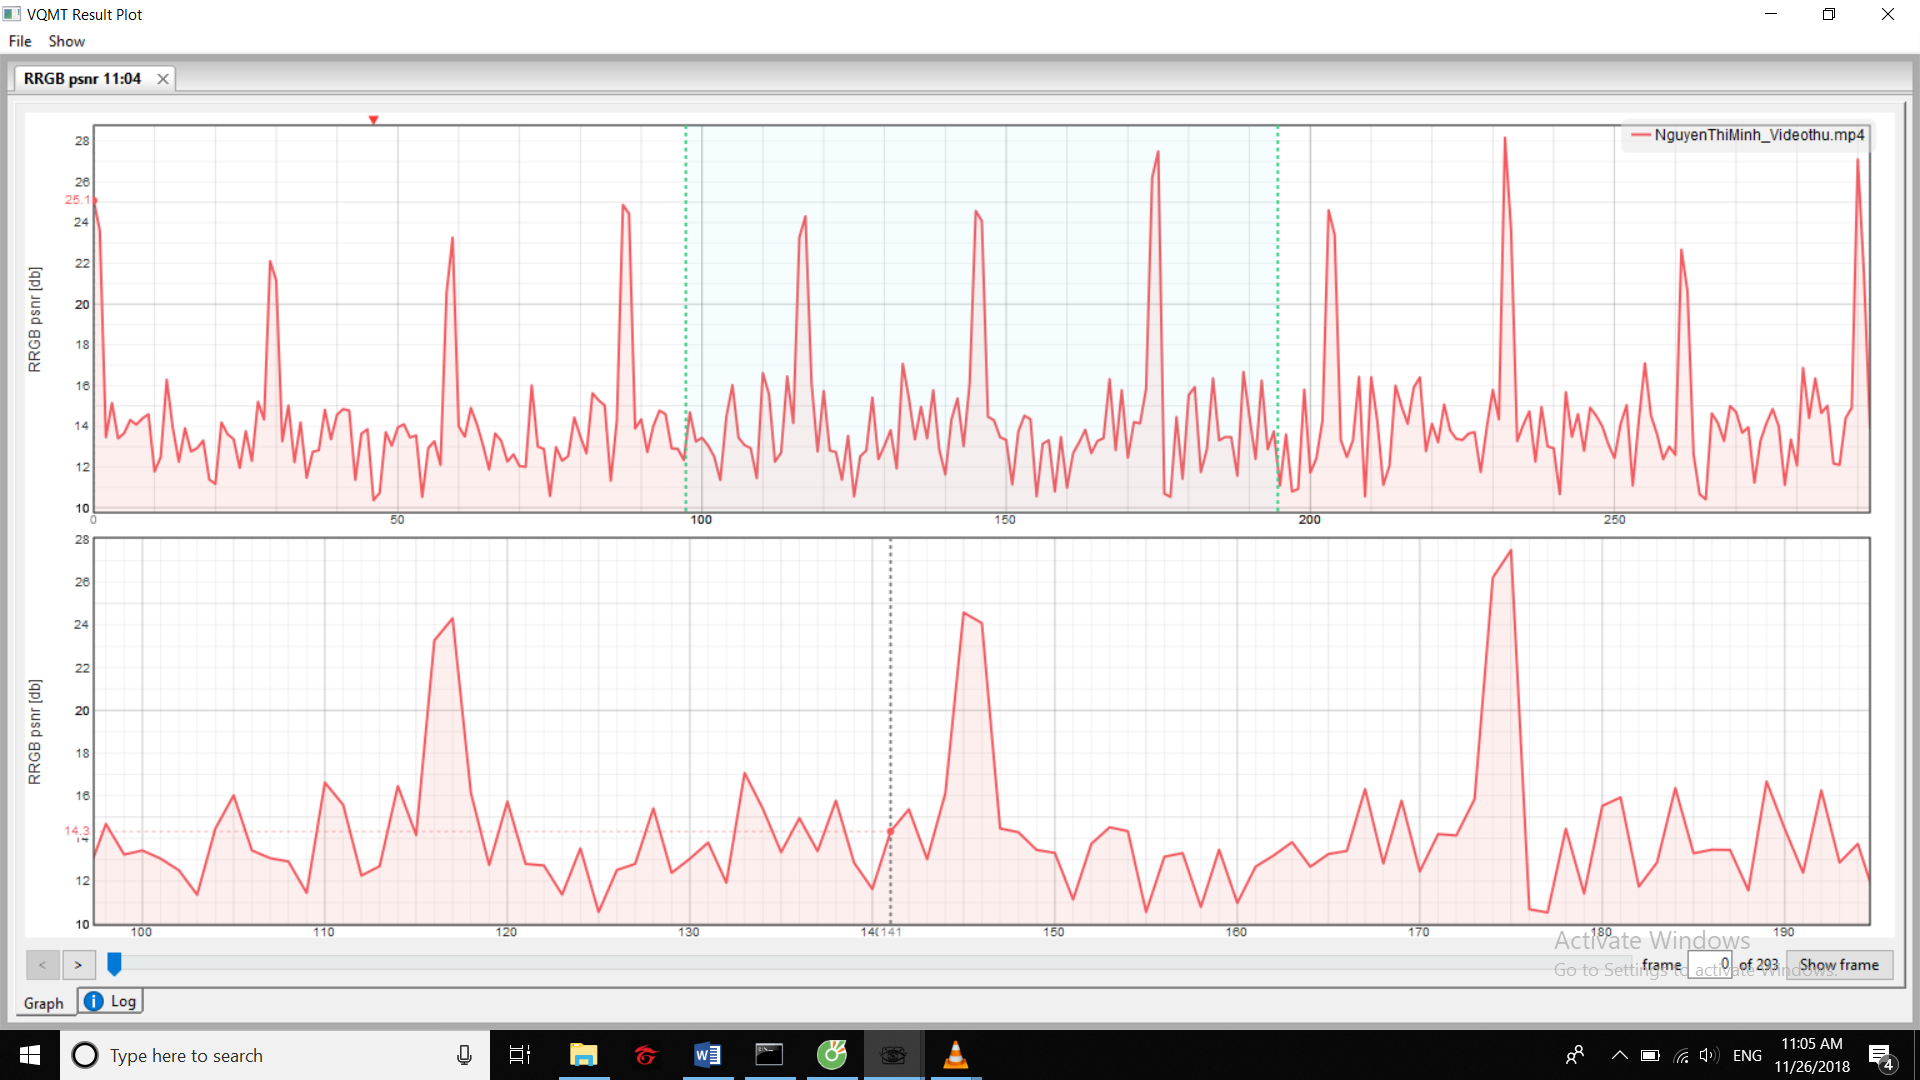 VQMT Result Plot
File Show
RRGB psnr 11:04
NguyenThiMinh_Videothu.mp4
28
26
25.1
24
22
20
18
16
14
12
10
RRGB psnr [db]
0 50 100 150 200 250
28
26
24
22
20
18
16
14.3
14
12
10
RRGB psnr [db]
100 110 120 130 140 141 150 160 170 180 190
Activate Windows
Go to Settings to activate Windows.
< > frame 0 of 293 Show frame
Graph Log
Type here to search
ENG
11:05 AM
11/26/2018
4